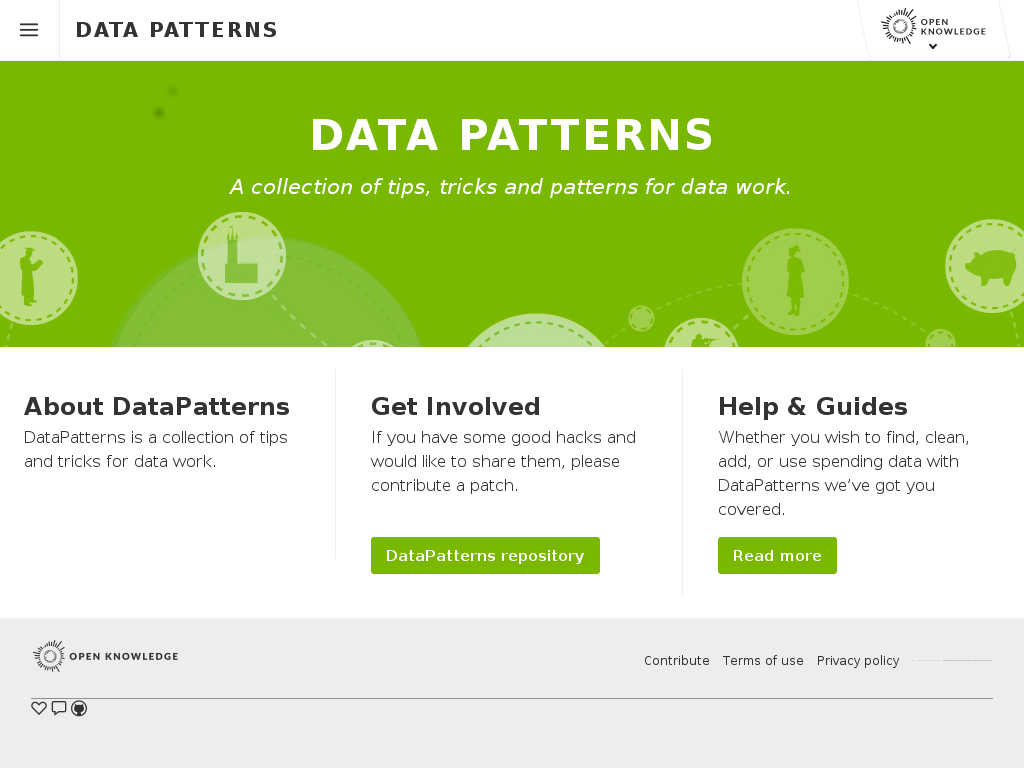 DATA PATTERNS
OPEN
KNOWLEDGE
DATA PATTERNS
A collection of tips, tricks and patterns for data work.
About DataPatterns
DataPatterns is a collection of tips
and tricks for data work.
Get Involved
If you have some good hacks and
would like to share them, please
contribute a patch.
DataPatterns repository
Help & Guides
Whether you wish to find, clean,
add, or use spending data with
DataPatterns we’ve got you
covered.
Read more
OPEN KNOWLEDGE
Contribute Terms of use Privacy policy